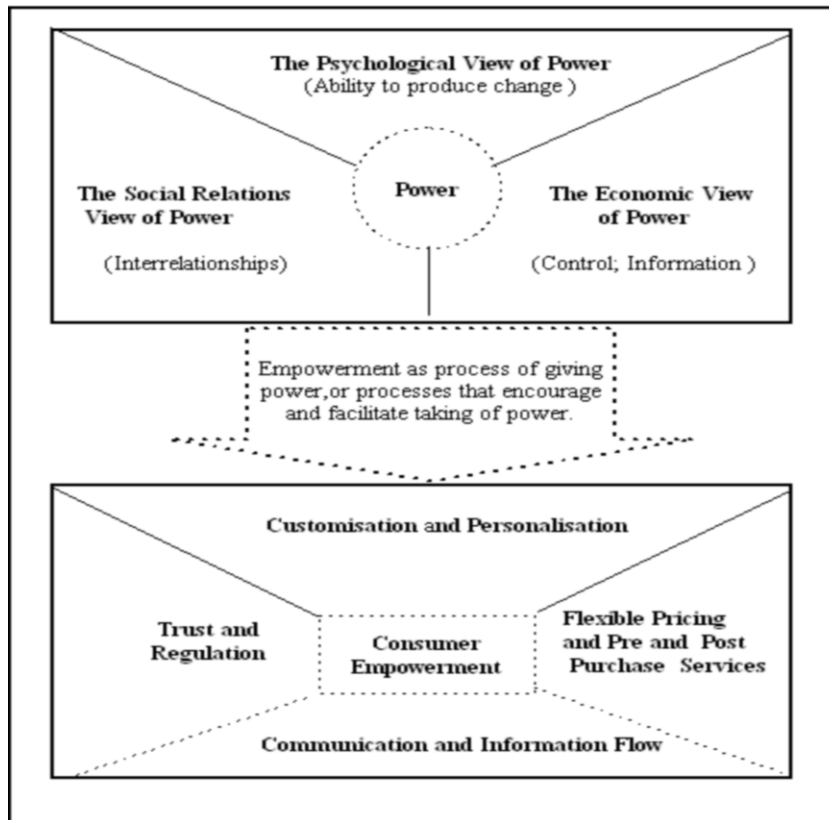 The Psychological View of Power
(Ability to produce change )
Power
The Social Relations
View of Power
(Interrelationships)
The Economic View
of Power
(Control; Information )
Empowerment as process of giving
power,or processes that encourage
and facilitate taking of power.
Customisation and Personalisation
Trust and
Regulation
Consumer
Empowerment
Flexible Pricing
and Pre and Post
Purchase Services
Communication and Information Flow